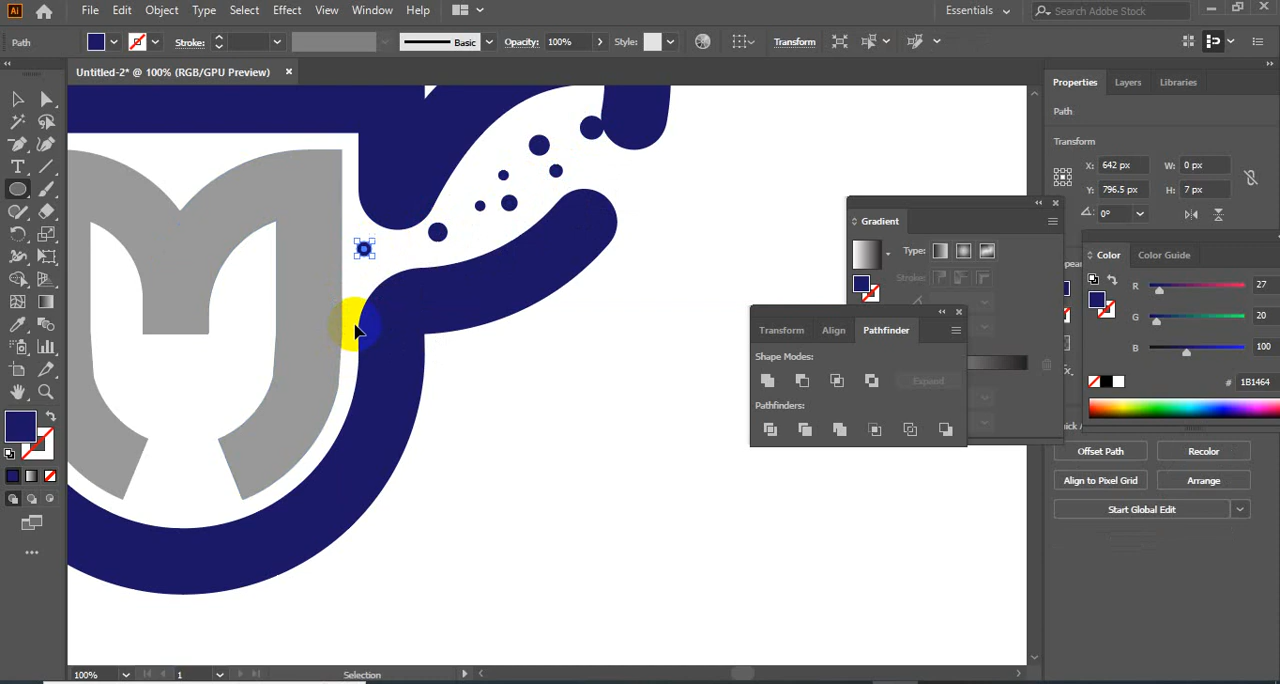 Ai File Edit Object Type Select Effect View Window Help Essentials Search Adobe Stock
Path Stroke: Basic Opacity: 100% Style: Transform
Untitled-2* @ 100% (RGB/GPU Preview)
Properties Layers Libraries
Path
Transform
X: 642 px W: 0 px
Y: 796.5 px H: 7 px
0°
Gradient
Type:
Stroke:
Color Color Guide
R 27
G 20
B 100
# 1B1464
Transform Align Pathfinder
Shape Modes:
Expand
Pathfinders:
Offset Path Recolor
Align to Pixel Grid Arrange
Start Global Edit
100% 1 Selection